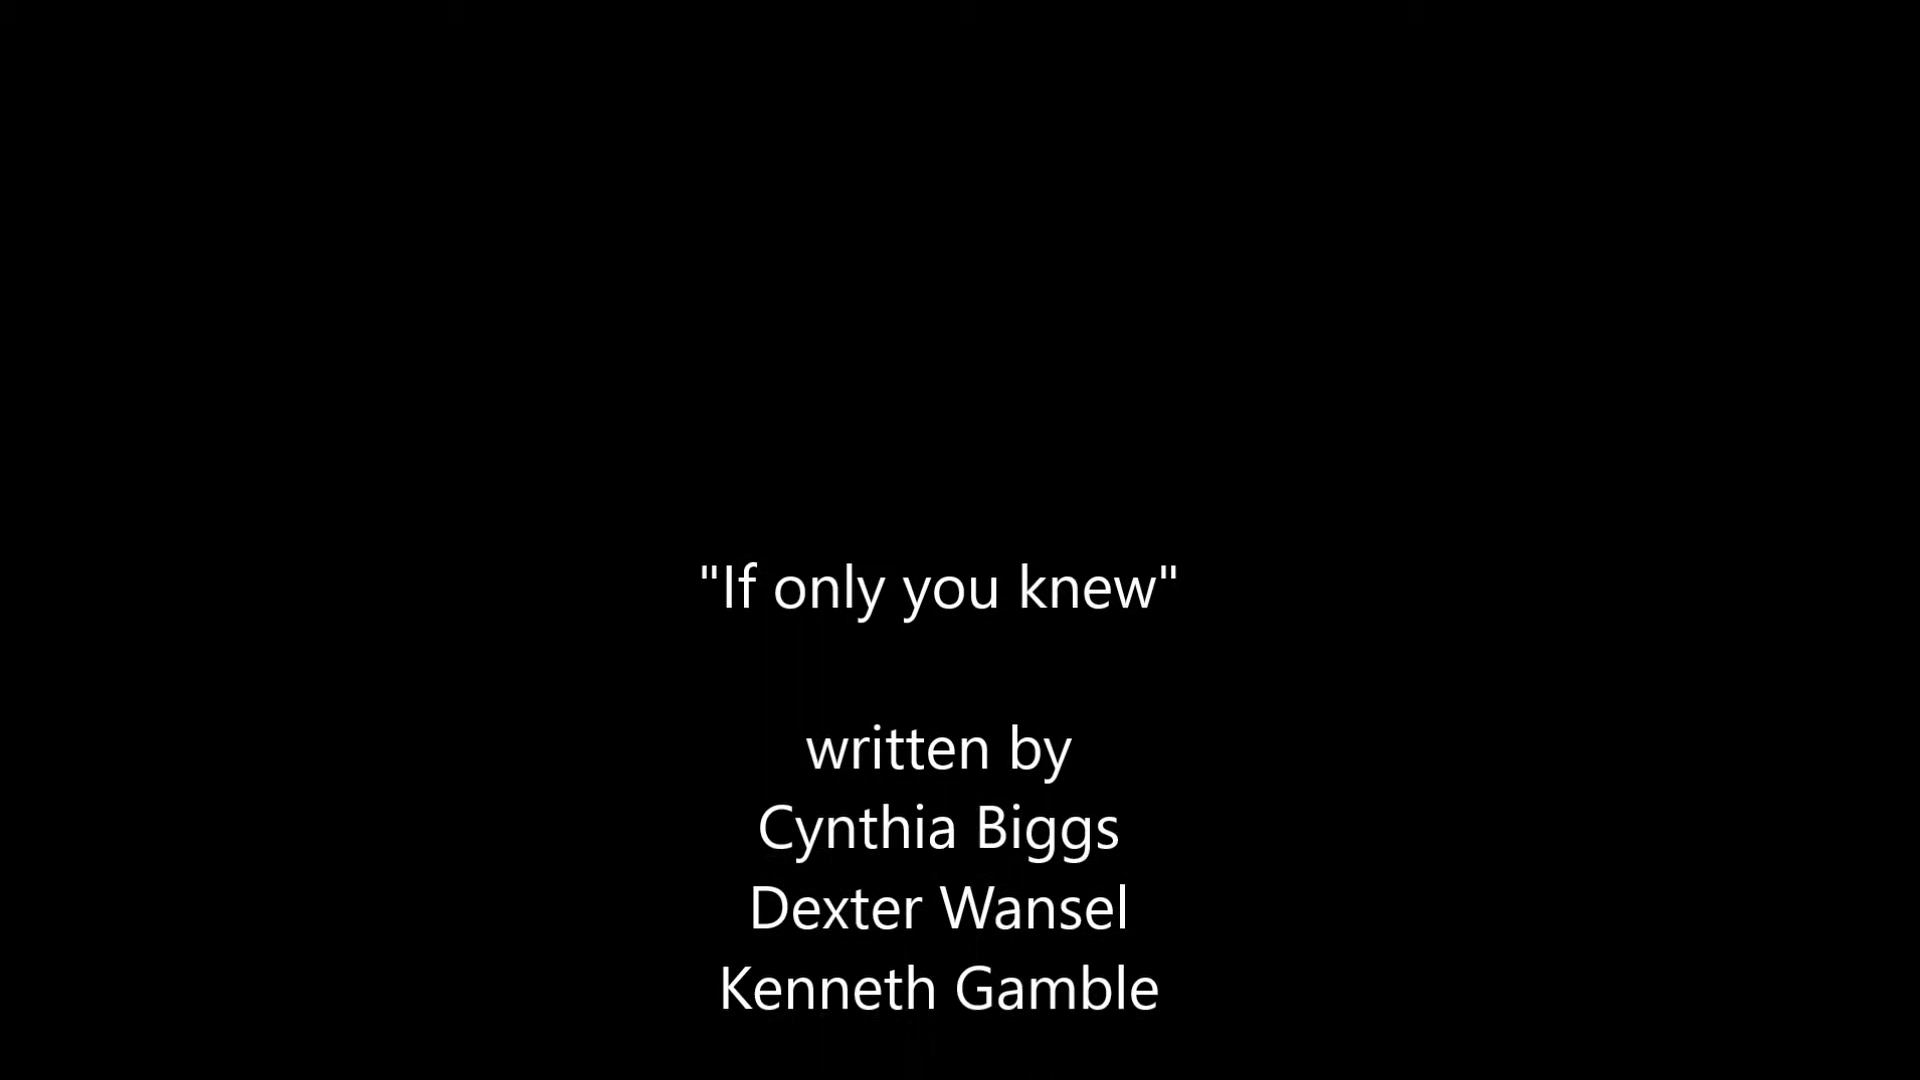 "If only you knew"
written by
Cynthia Biggs
Dexter Wansel
Kenneth Gamble